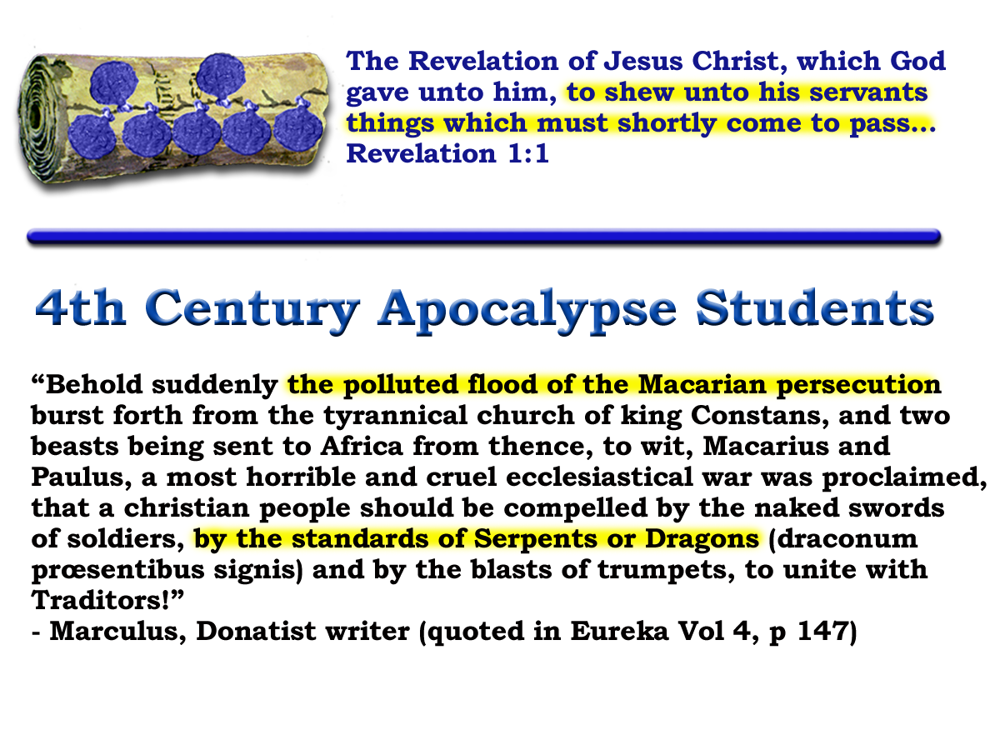 The Revelation of Jesus Christ, which God
gave unto him, to shew unto his servants
things which must shortly come to pass...
Revelation 1:1
4th Century Apocalypse Students
“Behold suddenly the polluted flood of the Macarian persecution
burst forth from the tyrannical church of king Constans, and two
beasts being sent to Africa from thence, to wit, Macarius and
Paulus, a most horrible and cruel ecclesiastical war was proclaimed,
that a christian people should be compelled by the naked swords
of soldiers, by the standards of Serpents or Dragons (draconum
prœsentibus signis) and by the blasts of trumpets, to unite with
Traditors!”
- Marculus, Donatist writer (quoted in Eureka Vol 4, p 147)